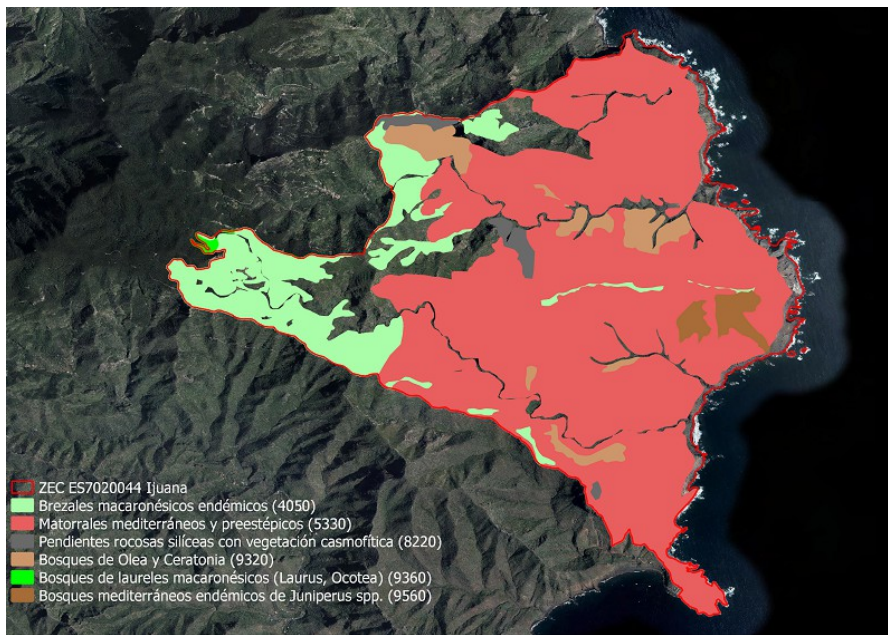 ZEC ES7020044 Ijuana
Brezales macaronésicos endémicos (4050)
Matorrales mediterráneos y preestépicos (5330)
Pendientes rocosas silíceas con vegetación casmofítica (8220)
Bosques de Olea y Ceratonia (9320)
Bosques de laureles macaronésicos (Laurus, Ocotea) (9360)
Bosques mediterráneos endémicos de Juniperus spp. (9560)